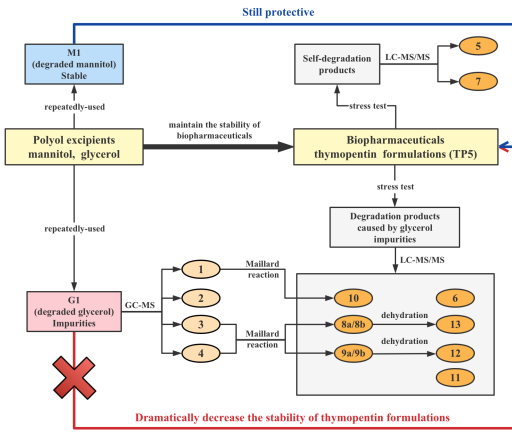 Still protective
M1
(degraded mannitol)
Stable
Self-degradation
products
LC-MS/MS
5
7
repeatedly-used
stress test
maintain the stability of
biopharmaceuticals
Polyol excipients
mannitol, glycerol
Biopharmaceuticals
thymopentin formulations (TP5)
stress test
repeatedly-used
Degradation products
caused by glycerol
impurities
LC-MS/MS
G1
(degraded glycerol)
Impurities
GC-MS
1
2
3
4
Maillard
reaction
Maillard
reaction
10
6
8a/8b
dehydration
13
9a/9b
dehydration
12
11
Dramatically decrease the stability of thymopentin formulations